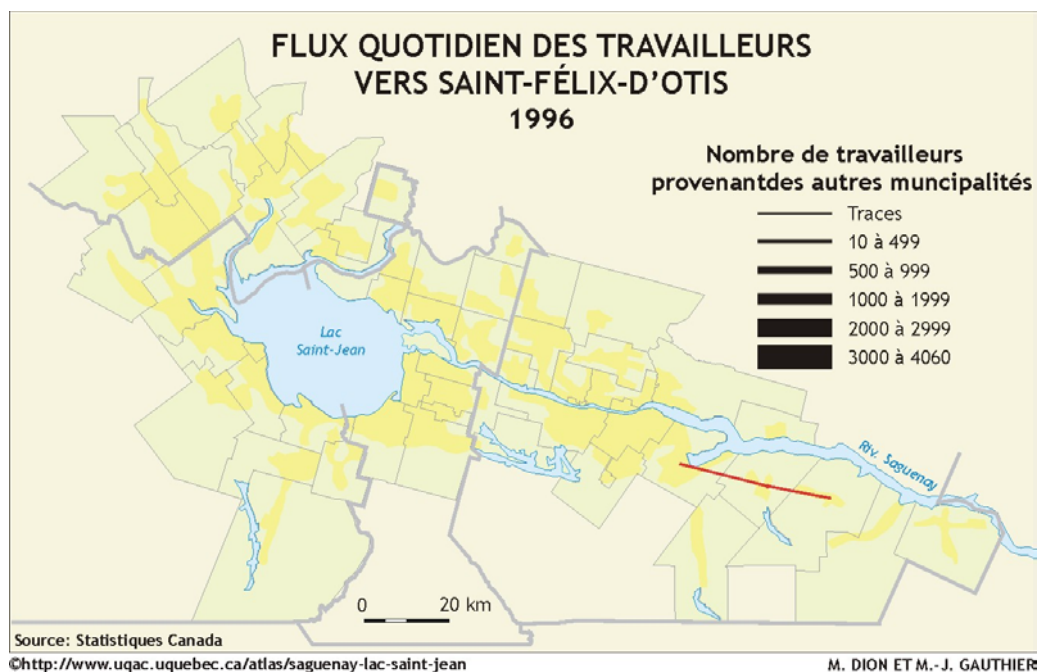 FLUX QUOTIDIEN DES TRAVAILLEURS
VERS SAINT-FÉLIX-D'OTIS
1996
Nombre de travailleurs
provenantdes autres muncipalités
Traces
10 à 499
500 à 999
1000 à 1999
2000 à 2999
3000 à 4060
Lac
Saint-Jean
Riv. Saguenay
0 20 km
Source: Statistiques Canada
©http://www.uqac.uquebec.ca/atlas/saguenay-lac-saint-jean
M. DION ET M.-J. GAUTHIER